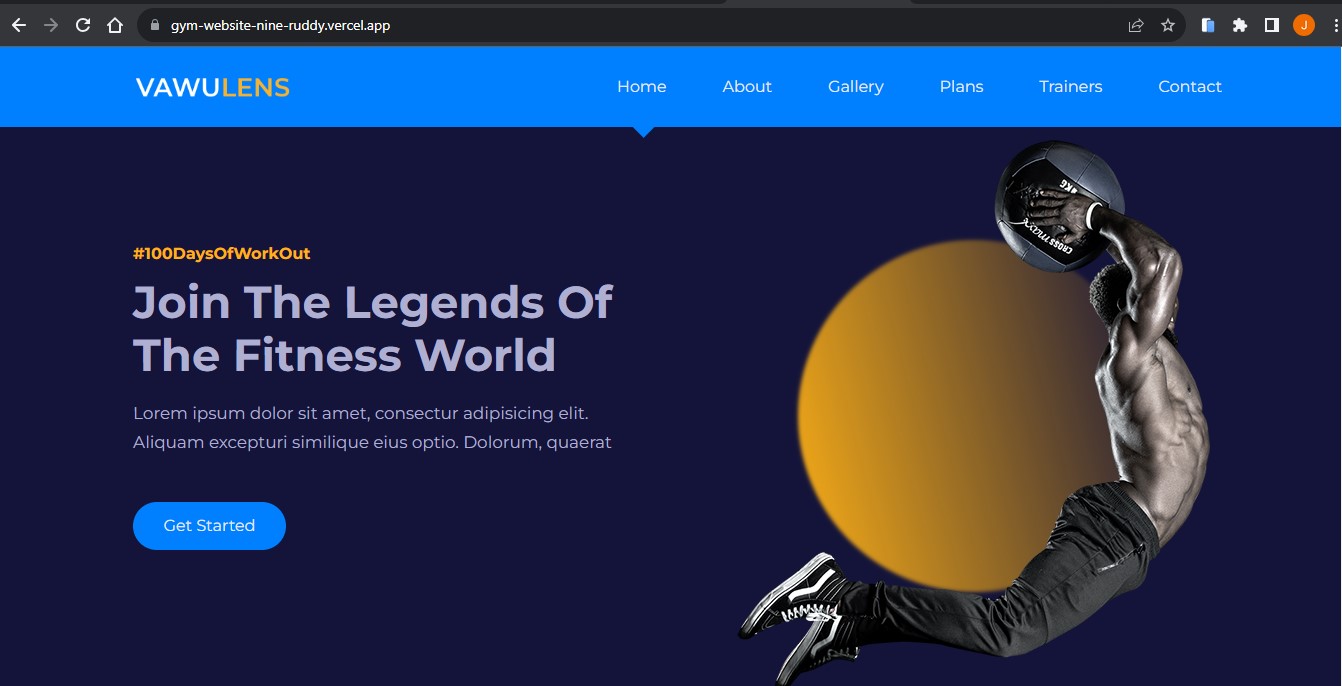 gym-website-nine-ruddy.vercel.app
J
VAWULENS
Home About Gallery Plans Trainers Contact
KG
CROSSmaxx
#100DaysOfWorkOut
Join The Legends Of
The Fitness World
Lorem ipsum dolor sit amet, consectur adipisicing elit.
Aliquam excepturi similique eius optio. Dolorum, quaerat
Get Started